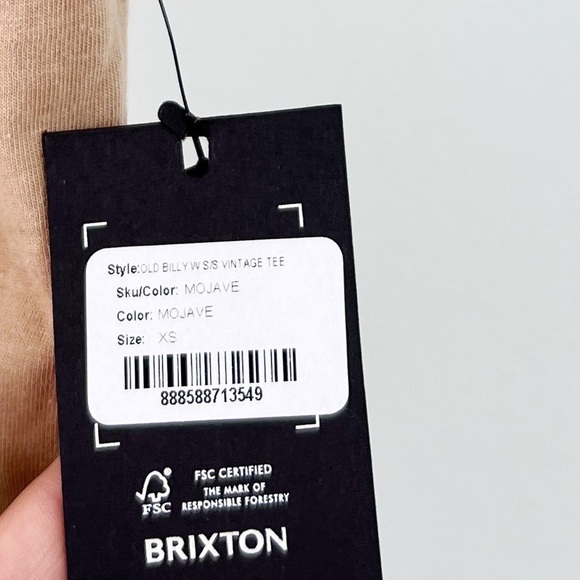 Style:OLD BILLY W S/S VINTAGE TEE
Sku/Color: MOJAVE
Color: MOJAVE
Size: XS
888588713549
FSC CERTIFIED
THE MARK OF
RESPONSIBLE FORESTRY
FSC
BRIXTON